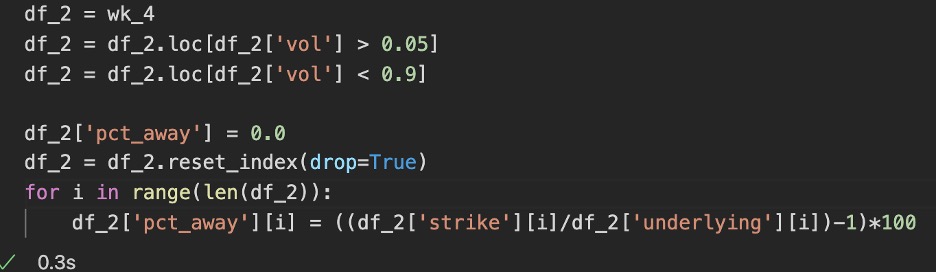 df_2 = wk_4
df_2 = df_2.loc[df_2['vol'] > 0.05]
df_2 = df_2.loc[df_2['vol'] < 0.9]
df_2['pct_away'] = 0.0
df_2 = df_2.reset_index(drop=True)
for i in range(len(df_2)):
    df_2['pct_away'][i] = ((df_2['strike'][i]/df_2['underlying'][i])-1)*100
✓ 0.3s